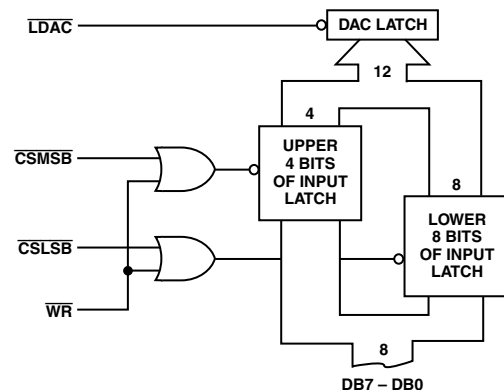 LDAC
DAC LATCH
12
4
CSMSB
UPPER
4 BITS
OF INPUT
LATCH
8
CSLSB
LOWER
8 BITS
OF INPUT
LATCH
WR
8
DB7 – DB0